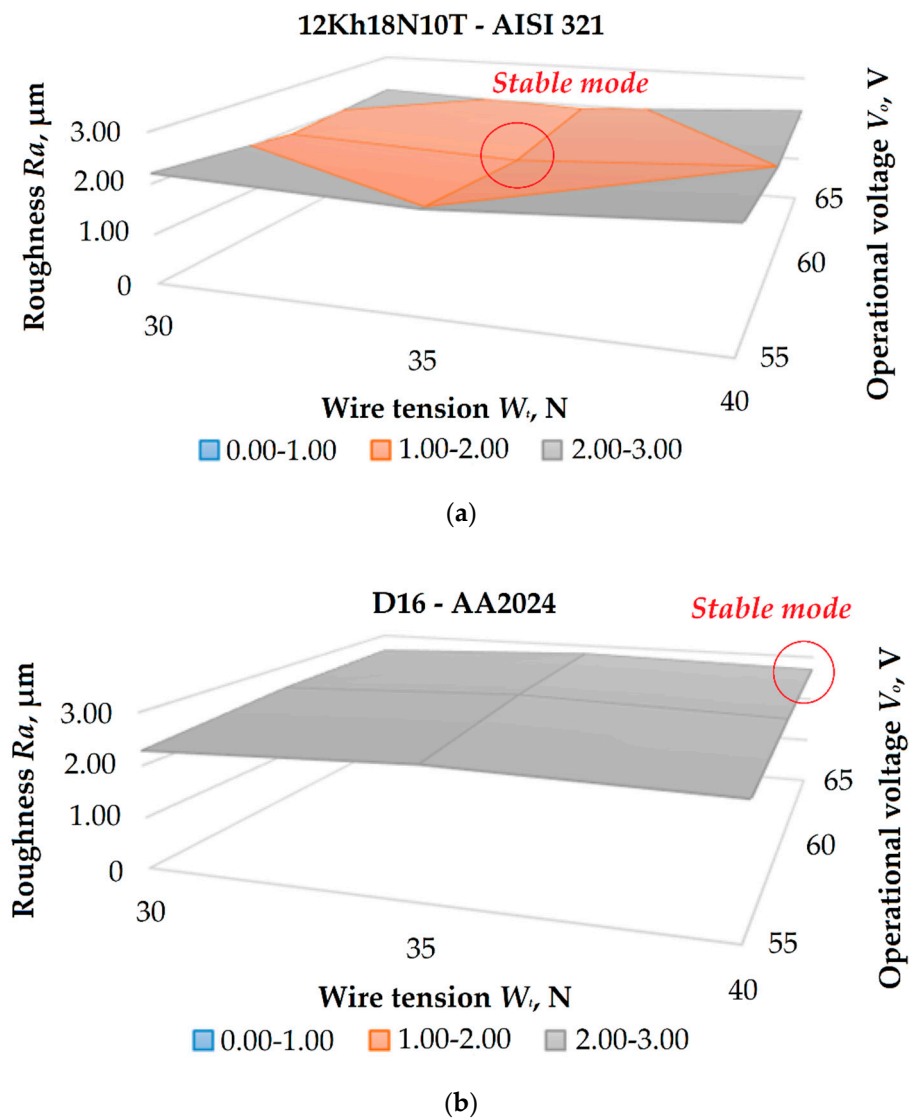 12Kh18N10T - AISI 321
Stable mode
Roughness Ra, μm
3.00
2.00
1.00
0
30
35
40
55
60
65
Operational voltage Vo, V
Wire tension Wt, N
0.00-1.00 1.00-2.00 2.00-3.00
(a)
D16 - AA2024
Stable mode
Roughness Ra, μm
3.00
2.00
1.00
0
30
35
40
55
60
65
Operational voltage Vo, V
Wire tension Wt, N
0.00-1.00 1.00-2.00 2.00-3.00
(b)